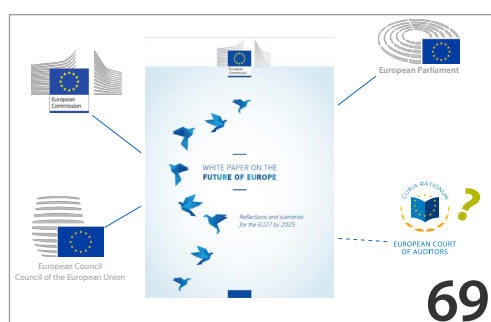 European
Commission
European
Commission
European Parliament
WHITE PAPER ON THE
FUTURE OF EUROPE
Reflections and scenarios
for the EU27 by 2025
European Council
Council of the European Union
CURIA RATIONUM
?
EUROPEAN COURT
OF AUDITORS
69